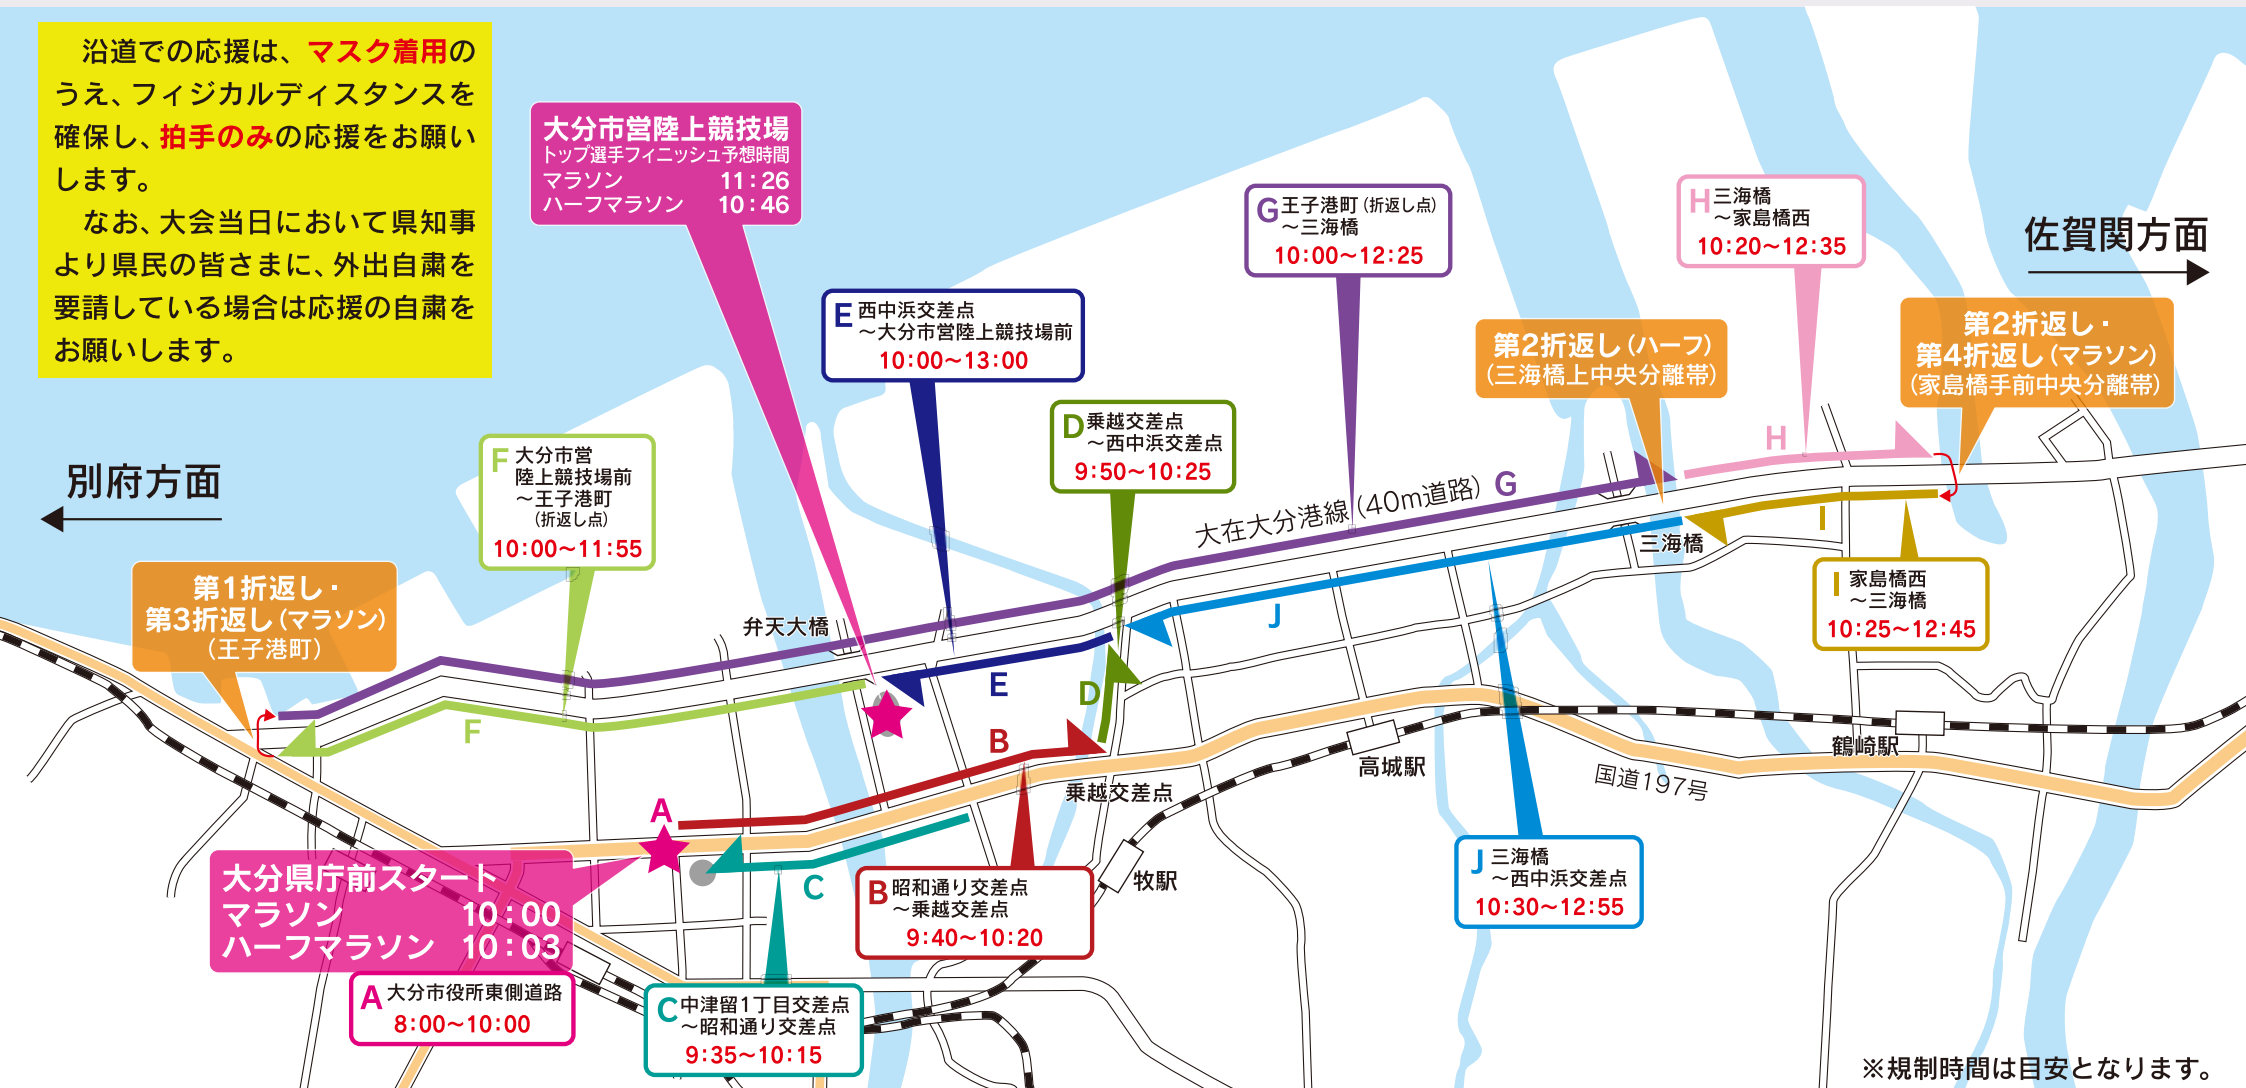 沿道での応援は、マスク着用の
うえ、フィジカルディスタンスを
確保し、拍手のみの応援をお願い
します。
なお、大会当日において県知事
より県民の皆さまに、外出自粛を
要請している場合は応援の自粛を
お願いします。
大分市営陸上競技場
トップ選手フィニッシュ予想時間
マラソン 11:26
ハーフマラソン 10:46
G 王子港町(折返し点)
～三海橋
10:00～12:25
H 三海橋
～家島橋西
10:20～12:35
佐賀関方面
E 西中浜交差点
～大分市営陸上競技場前
10:00～13:00
第2折返し(ハーフ)
(三海橋上中央分離帯)
第2折返し・
第4折返し(マラソン)
(家島橋手前中央分離帯)
D 乗越交差点
～西中浜交差点
9:50～10:25
F 大分市営
陸上競技場前
～王子港町
(折返し点)
10:00～11:55
別府方面
H
大在大分港線(40m道路)
G
I
三海橋
第1折返し・
第3折返し(マラソン)
(王子港町)
弁天大橋
J
I 家島橋西
～三海橋
10:25～12:45
E
D
F
B
鶴崎駅
高城駅
国道197号
乗越交差点
A
大分県庁前スタート
マラソン 10:00
ハーフマラソン 10:03
C
牧駅
B 昭和通り交差点
～乗越交差点
9:40～10:20
J 三海橋
～西中浜交差点
10:30～12:55
A 大分市役所東側道路
8:00～10:00
C 中津留1丁目交差点
～昭和通り交差点
9:35～10:15
※規制時間は目安となります。